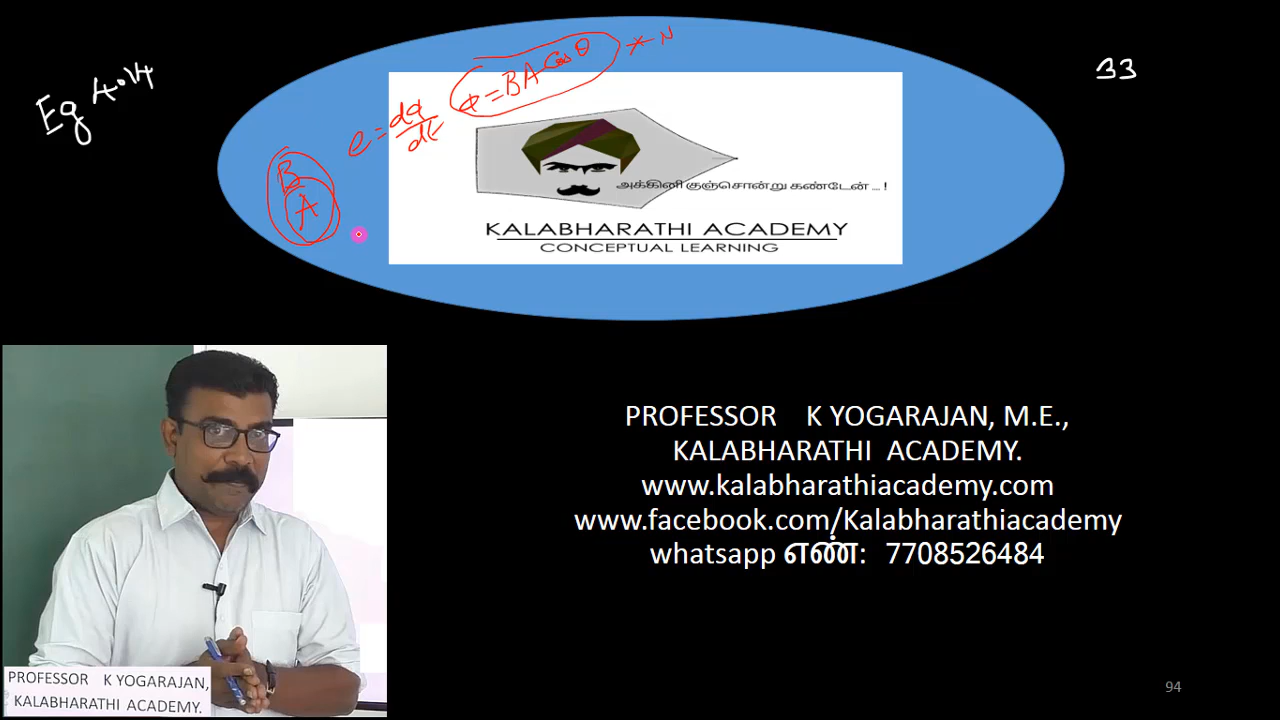 Eg 4.14
33
e = dφ/dt
φ = BA cos θ × N
B
A
அக்கினி குஞ்சொன்று கண்டேன் ...!
KALABHARATHI ACADEMY
CONCEPTUAL LEARNING
PROFESSOR K YOGARAJAN, M.E.,
KALABHARATHI ACADEMY.
www.kalabharathiacademy.com
www.facebook.com/Kalabharathiacademy
whatsapp எண்: 7708526484
PROFESSOR K YOGARAJAN,
KALABHARATHI ACADEMY.
94